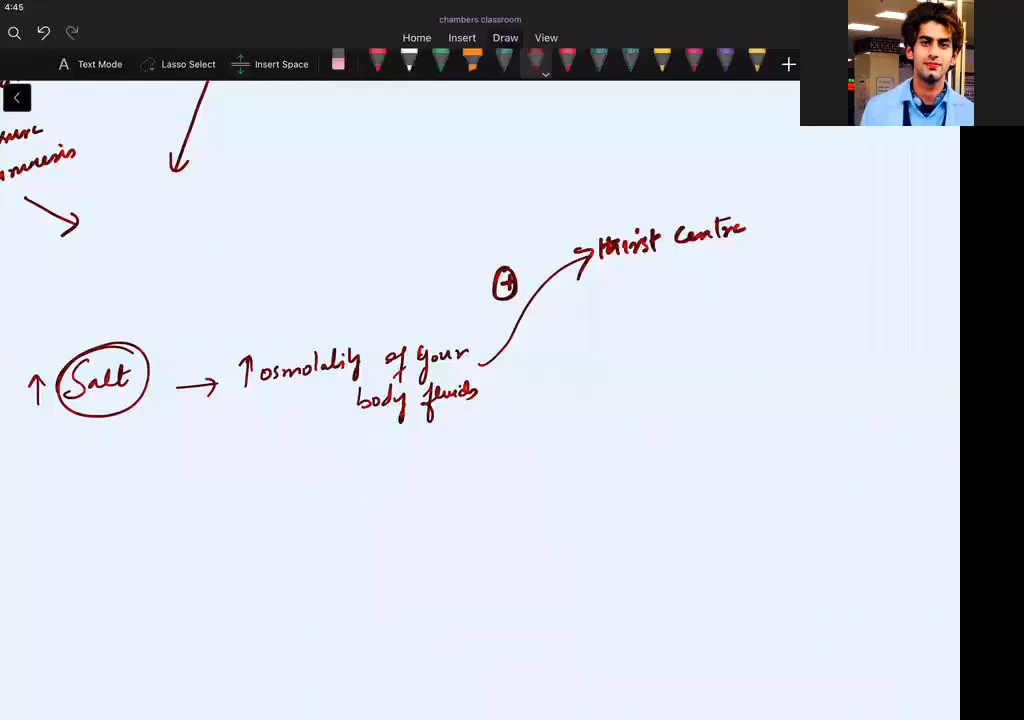 4:45
chambers classroom
Home Insert Draw View
Text Mode Lasso Select Insert Space
thirst centre
↑ Salt → ↑ osmolality of your
body fluids
+